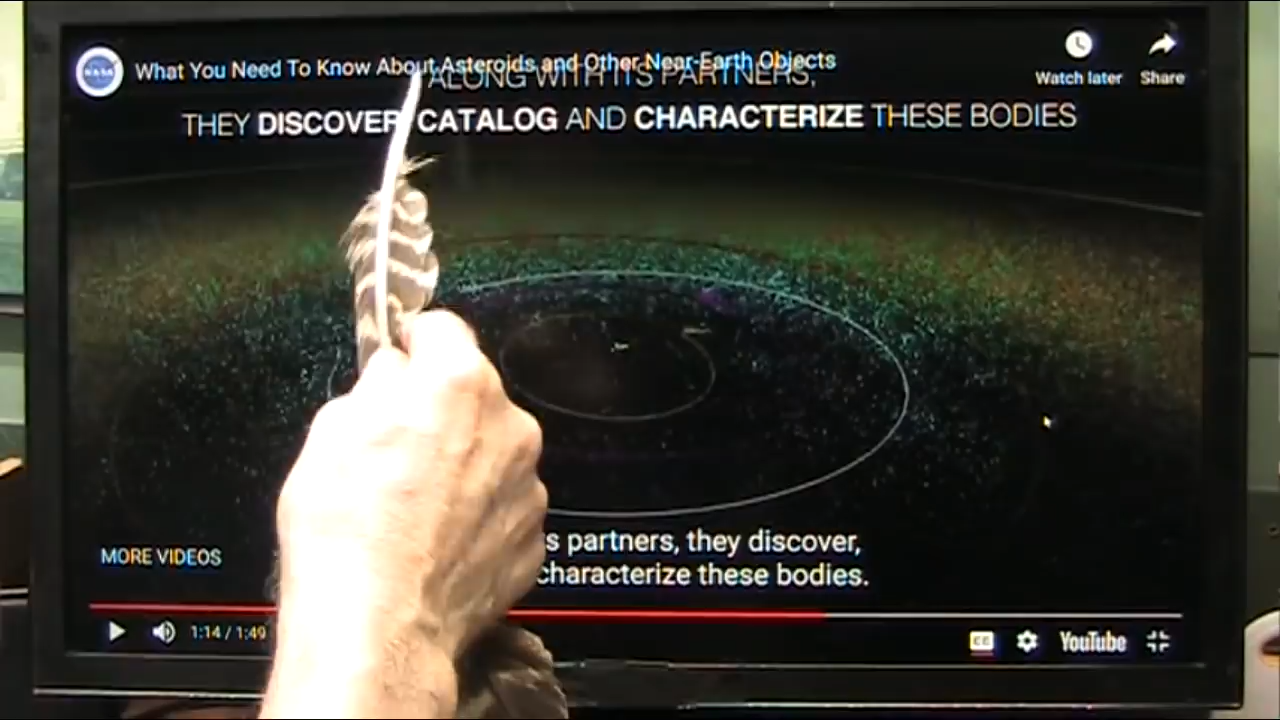 NASA
What You Need To Know About Asteroids and Other Near-Earth Objects
Watch later
Share
ALONG WITH ITS PARTNERS,
THEY DISCOVER, CATALOG AND CHARACTERIZE THESE BODIES
s partners, they discover,
characterize these bodies.
MORE VIDEOS
1:14 / 1:49
CC
YouTube